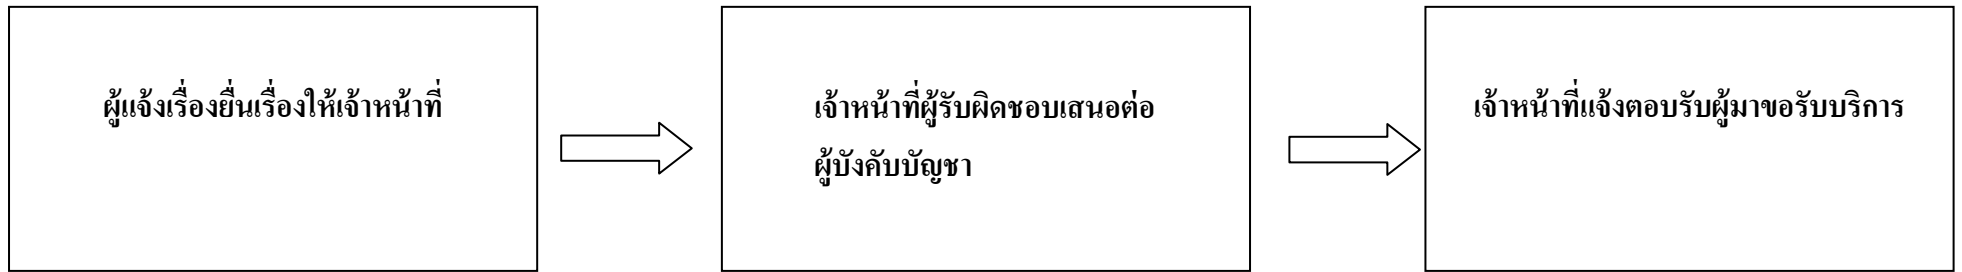 ผู้แจ้งเรื่องยื่นเรื่องให้เจ้าหน้าที่
เจ้าหน้าที่ผู้รับผิดชอบเสนอต่อ
ผู้บังคับบัญชา
เจ้าหน้าที่แจ้งตอบรับผู้มาขอรับบริการ